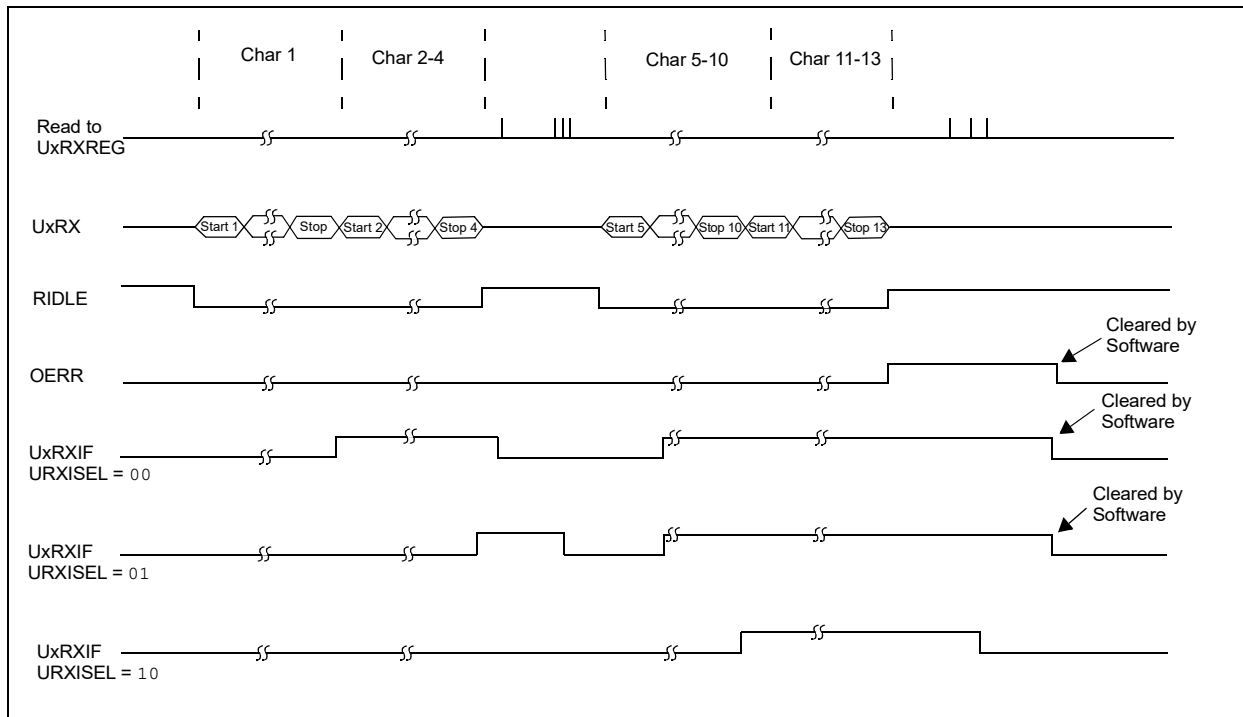 Char 1
Char 2-4
Char 5-10
Char 11-13
Read to
UxRXREG
UxRX
Start 1
Stop
Start 2
Stop 4
Start 5
Stop 10
Start 11
Stop 13
RIDLE
Cleared by
Software
OERR
Cleared by
Software
UxRXIF
URXISEL = 00
Cleared by
Software
UxRXIF
URXISEL = 01
UxRXIF
URXISEL = 10